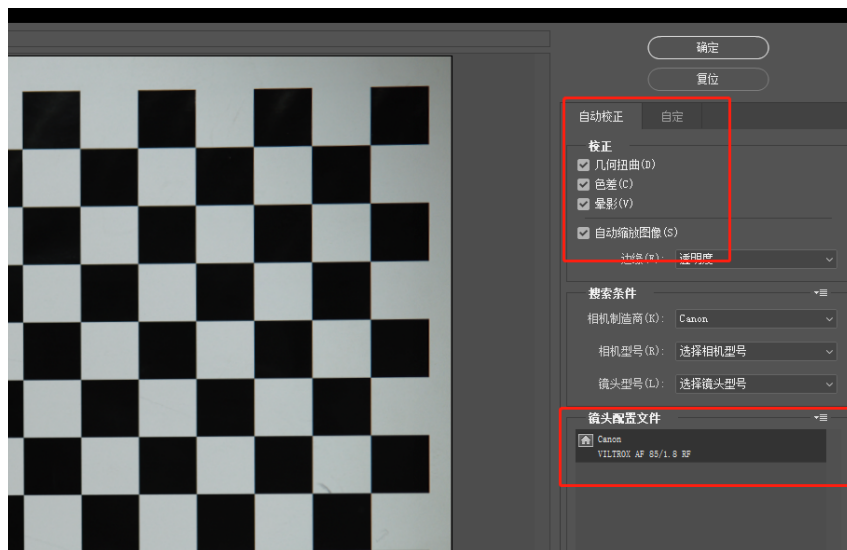 确定
复位
自动校正 自定
校正
几何扭曲(D)
色差(C)
晕影(V)
自动缩放图像(S)
边缘(E): 透明度
搜索条件
相机制造商(K): Canon
相机型号(R): 选择相机型号
镜头型号(L): 选择镜头型号
镜头配置文件
Canon
VILTROX AF 85/1.8 RF